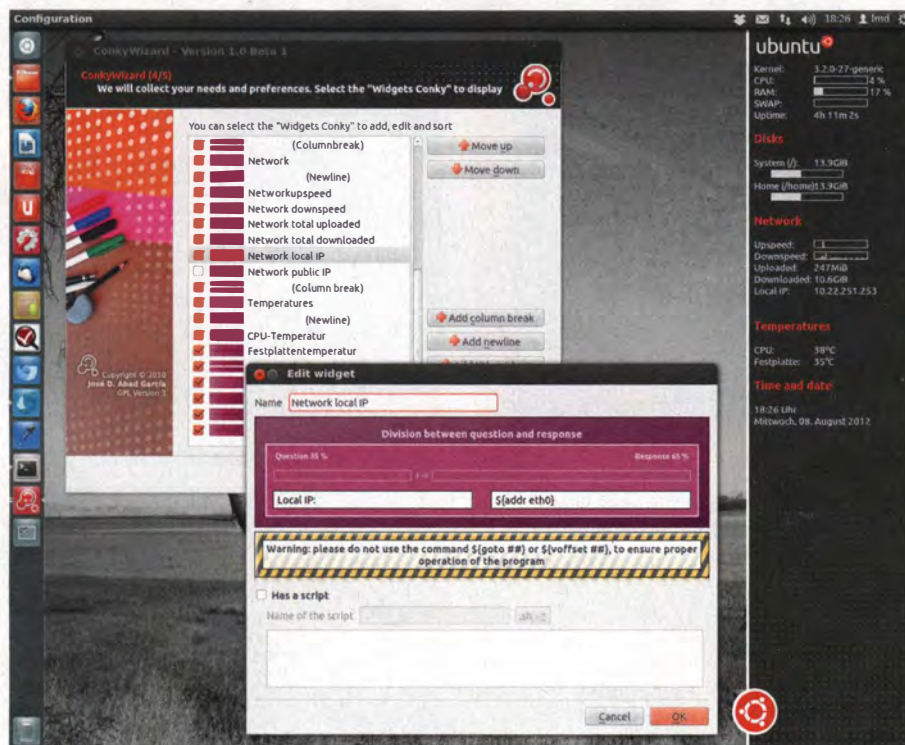 Configuration
18:26 lmd
ConkyWizard - Version 1.0 Beta 1
ConkyWizard (4/5)
We will collect your needs and preferences. Select the "Widgets Conky" to display
You can select the "Widgets Conky" to add, edit and sort
(Columnbreak)
Network
(Newline)
Networkupspeed
Network downspeed
Network total uploaded
Network total downloaded
Network local IP
Network public IP
(Column break)
Temperatures
(Newline)
CPU-Temperatur
Festplattentemperatur
Move up
Move down
Add column break
Add newline
Copyright © 2010
José D. Abad García
GPL Version 3
Edit widget
Name Network local IP
Division between question and response
Question 35 % Response 65 %
Local IP: ${addr eth0}
Warning: please do not use the command ${goto ##} or ${voffset ##}, to ensure proper
operation of the program
Has a script
Name of the script .sh
Cancel OK
ubuntu
Kernel: 3.2.0-27-generic
CPU: 4 %
RAM: 17 %
SWAP:
Uptime: 4h 11m 2s
Disks
System (/): 13.9GiB
Home (/home): 13.9GiB
Network
Upspeed:
Downspeed:
Uploaded: 247MiB
Downloaded: 10.6GiB
Local IP: 10.22.251.253
Temperatures
CPU: 38°C
Festplatte: 35°C
Time and date
18:26 Uhr
Mittwoch, 08. August 2012